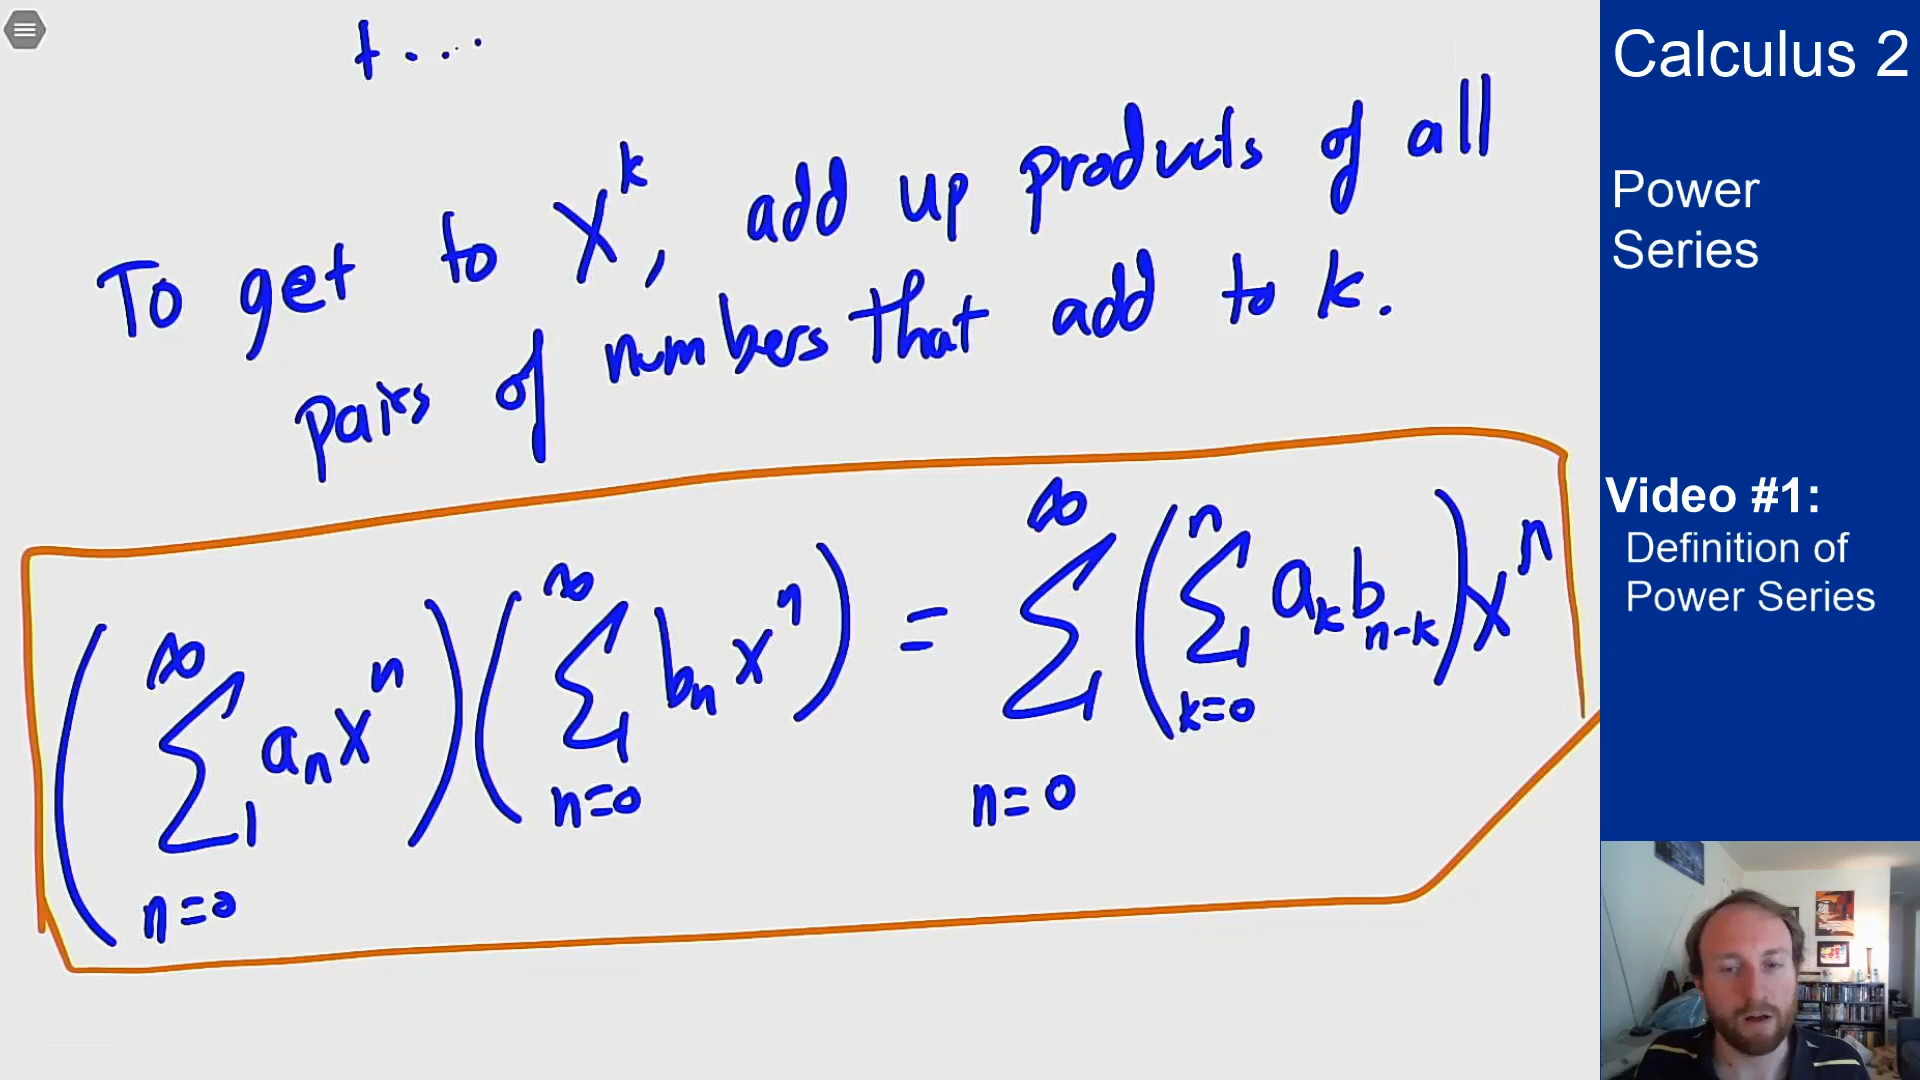 + ...
To get to x^k, add up products of all
pairs of numbers that add to k.
(∑_{n=0}^{∞} a_n x^n)(∑_{n=0}^{∞} b_n x^n) = ∑_{n=0}^{∞} (∑_{k=0}^{n} a_k b_{n-k}) x^n
Calculus 2
Power
Series
Video #1:
Definition of
Power Series